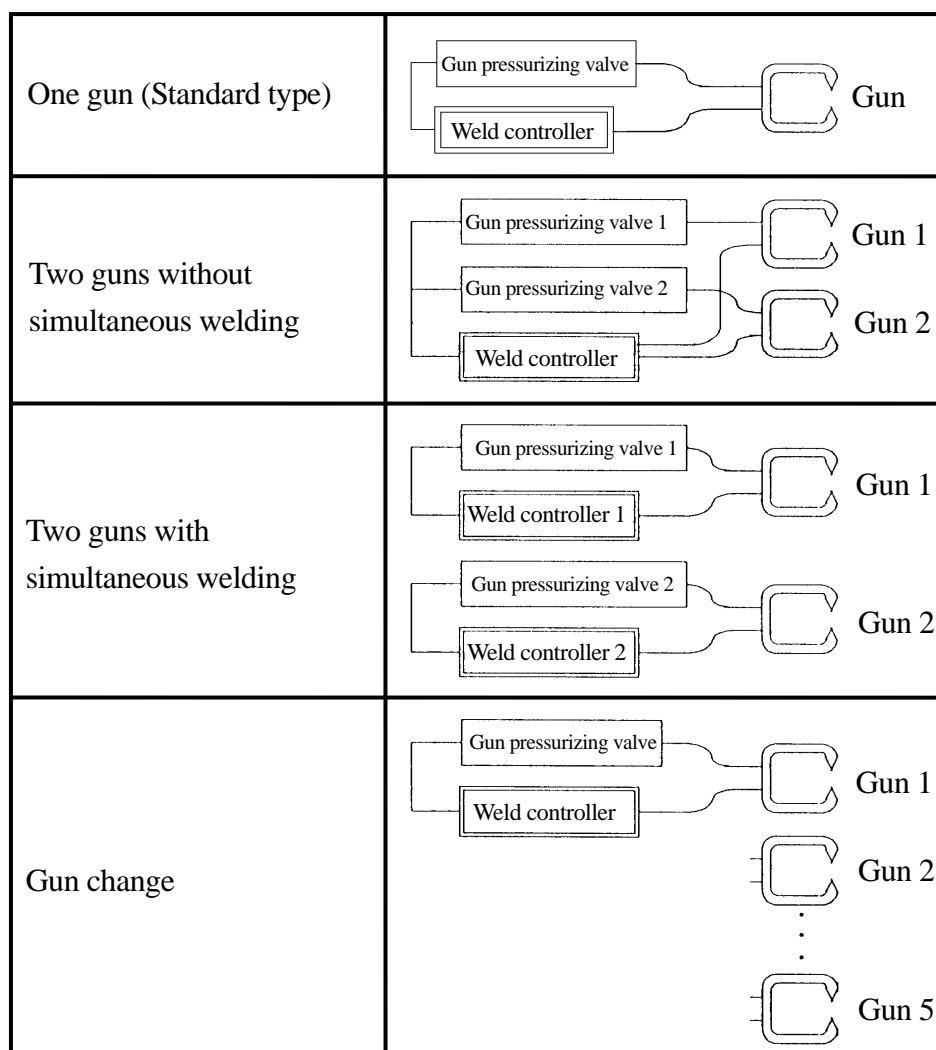 One gun (Standard type)
Gun pressurizing valve
Weld controller
Gun
Two guns without
simultaneous welding
Gun pressurizing valve 1
Gun pressurizing valve 2
Weld controller
Gun 1
Gun 2
Two guns with
simultaneous welding
Gun pressurizing valve 1
Weld controller 1
Gun 1
Gun pressurizing valve 2
Weld controller 2
Gun 2
Gun change
Gun pressurizing valve
Weld controller
Gun 1
Gun 2
Gun 5